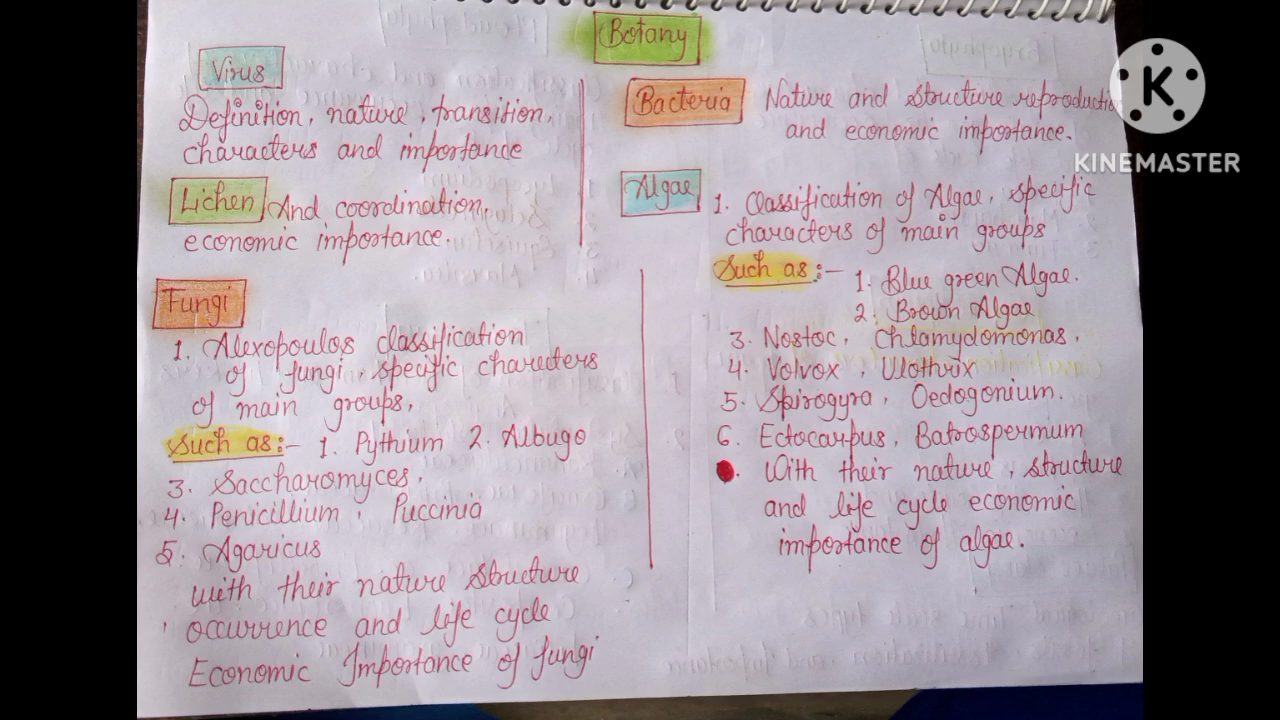 Botany
Virus
Definition, nature, transition,
characters and importance
Lichen And coordination,
economic importance.
Fungi
1. Alexopoulos classification
of fungi, specific charecters
of main groups,
Such as:- 1. Pythium 2. Albugo
3. Saccharomyces,
4. Penicillium, Puccinia
5. Agaricus
with their nature structure
occurrence and life cycle
Economic Importance of fungi
Bacteria Nature and structure reproductio
and economic importance.
Algae
1. Classification of Algae, specific
characters of main groups
Such as:- 1. Blue green Algae.
2. Brown Algae
3. Nostoc, Chlamydomonas,
4. Volvox, Ulothrix
5. Spirogyra, Oedogonium.
6. Ectocarpus, Batrospermum
With their nature, structure
and life cycle economic
importance of algae.
K
KINEMASTER